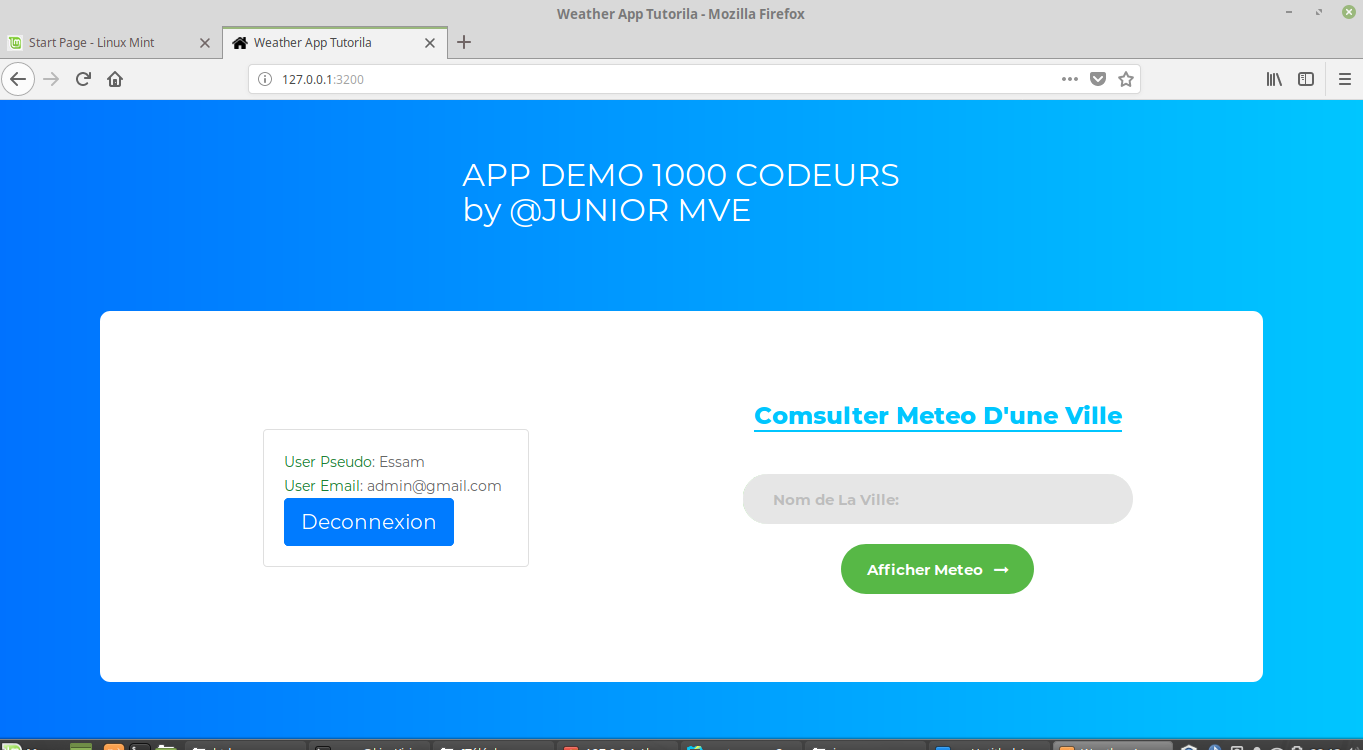 Weather App Tutorila - Mozilla Firefox
Start Page - Linux Mint
Weather App Tutorila
127.0.0.1:3200
APP DEMO 1000 CODEURS
by @JUNIOR MVE
Comsulter Meteo D'une Ville
User Pseudo: Essam
User Email: admin@gmail.com
Deconnexion
Nom de La Ville:
Afficher Meteo